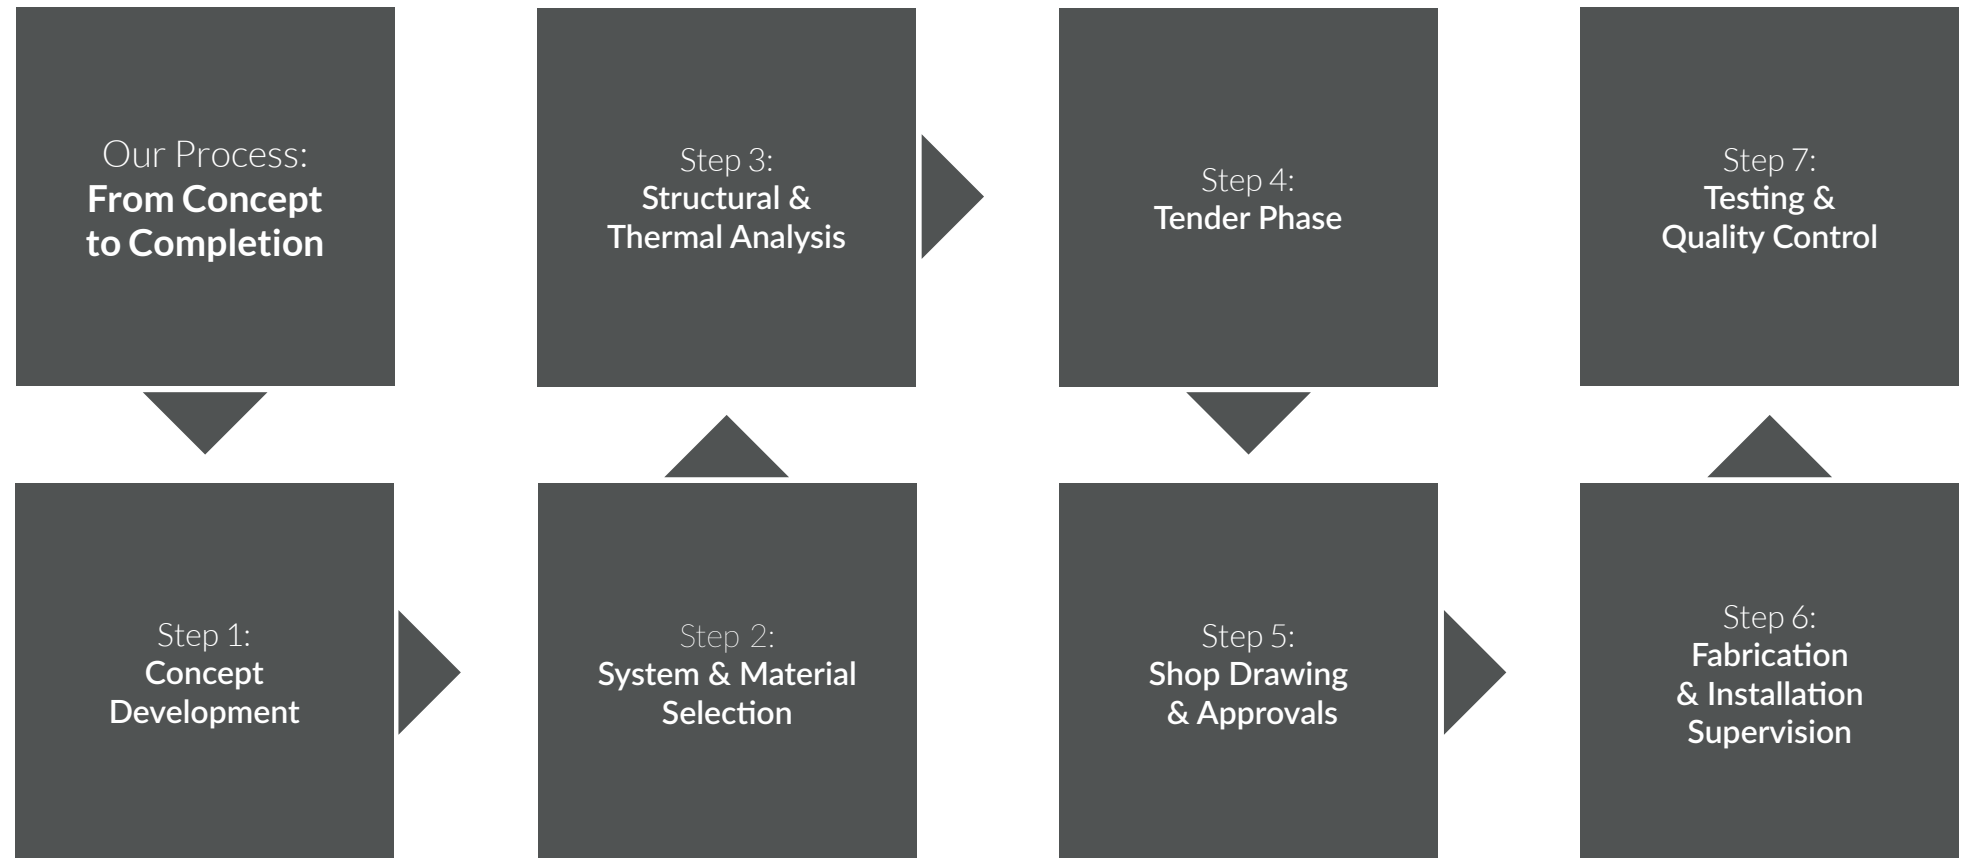 Our Process:
From Concept
to Completion
Step 1:
Concept
Development
Step 2:
System & Material
Selection
Step 3:
Structural &
Thermal Analysis
Step 4:
Tender Phase
Step 5:
Shop Drawing
& Approvals
Step 6:
Fabrication
& Installation
Supervision
Step 7:
Testing &
Quality Control